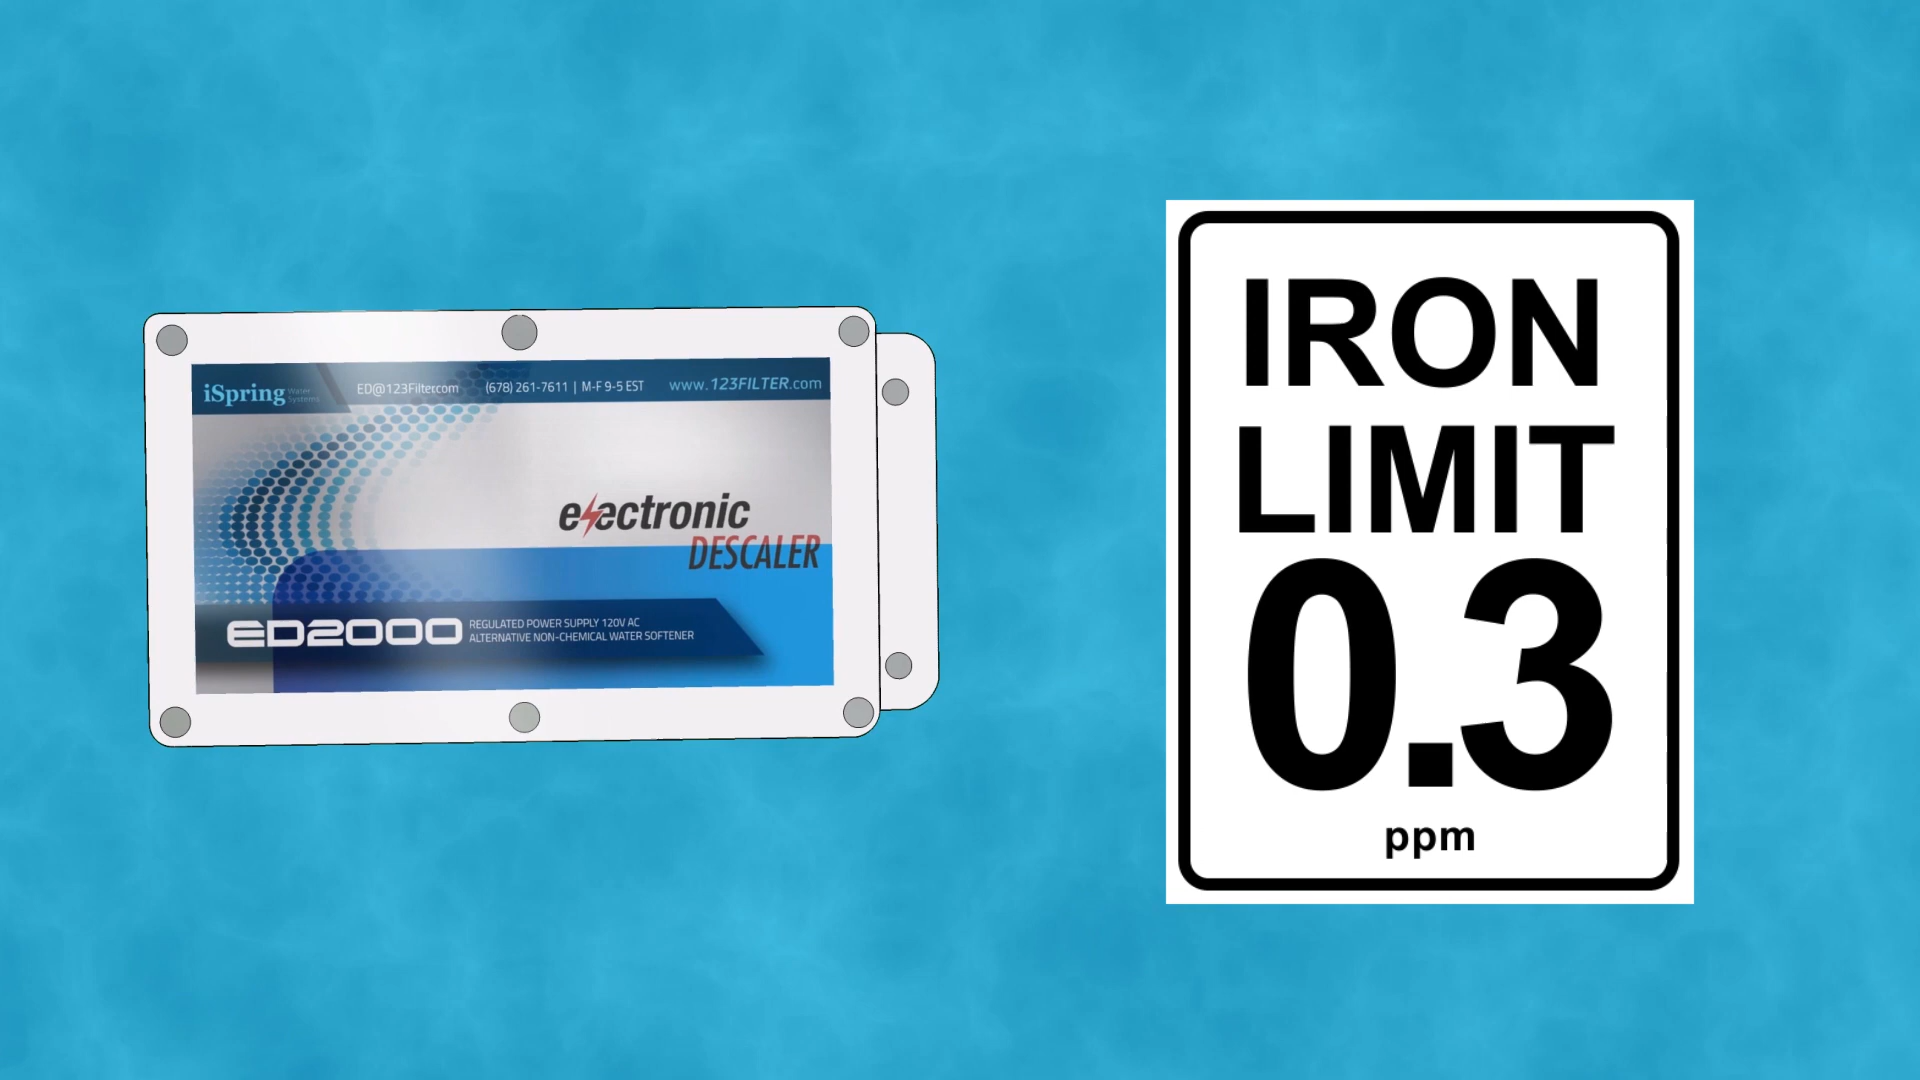 iSpring Water Systems ED@123Filter.com (678) 261-7611 | M-F 9-5 EST www.123FILTER.com
electronic
DESCALER
ED2000
REGULATED POWER SUPPLY 120V AC
ALTERNATIVE NON-CHEMICAL WATER SOFTENER
IRON
LIMIT
0.3
ppm